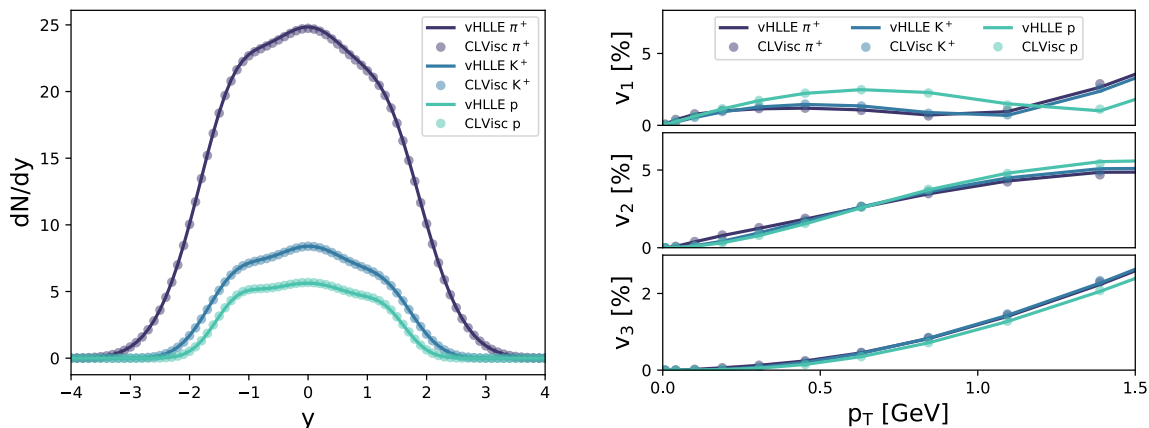 dN/dy
25
20
15
10
5
0
−4
−3
−2
−1
0
1
2
3
4
y
vHLLE π⁺
CLVisc π⁺
vHLLE K⁺
CLVisc K⁺
vHLLE p
CLVisc p
v₁ [%]
5
0
vHLLE π⁺ vHLLE K⁺ vHLLE p
CLVisc π⁺ CLVisc K⁺ CLVisc p
v₂ [%]
5
0
v₃ [%]
2
0
0.0
0.5
1.0
1.5
p_T [GeV]